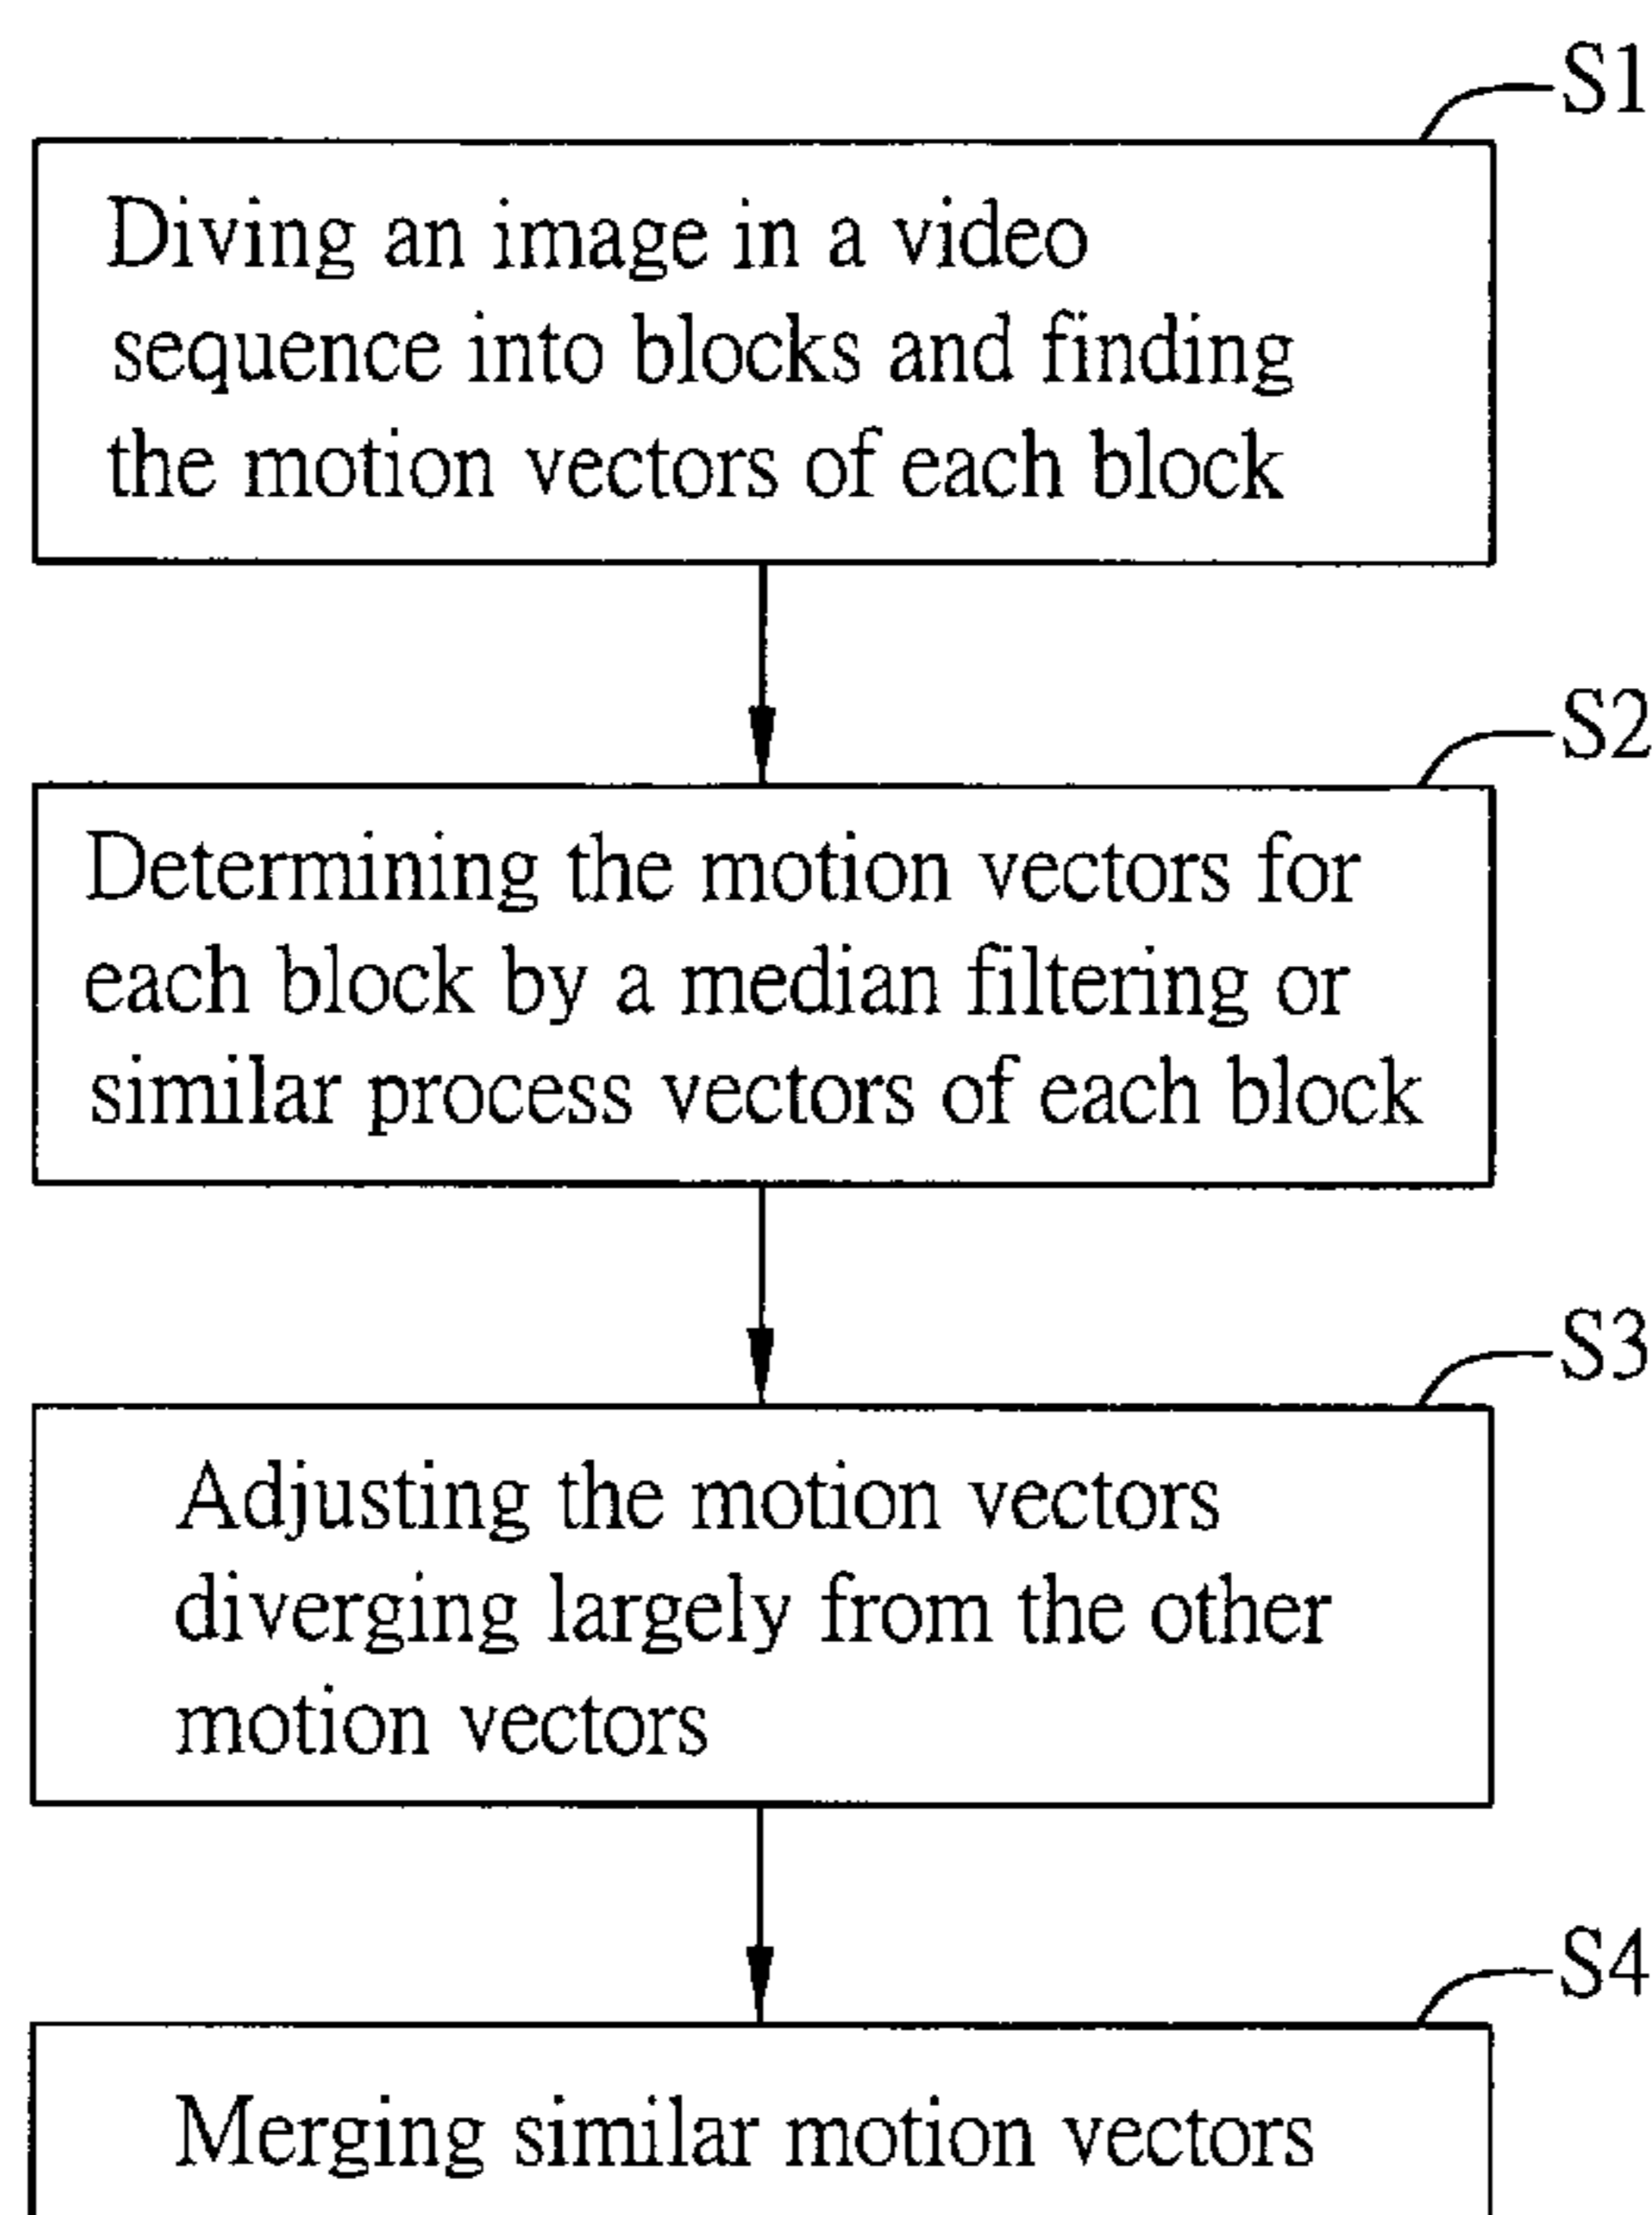 S1
Diving an image in a video
sequence into blocks and finding
the motion vectors of each block
S2
Determining the motion vectors for
each block by a median filtering or
similar process vectors of each block
S3
Adjusting the motion vectors
diverging largely from the other
motion vectors
S4
Merging similar motion vectors